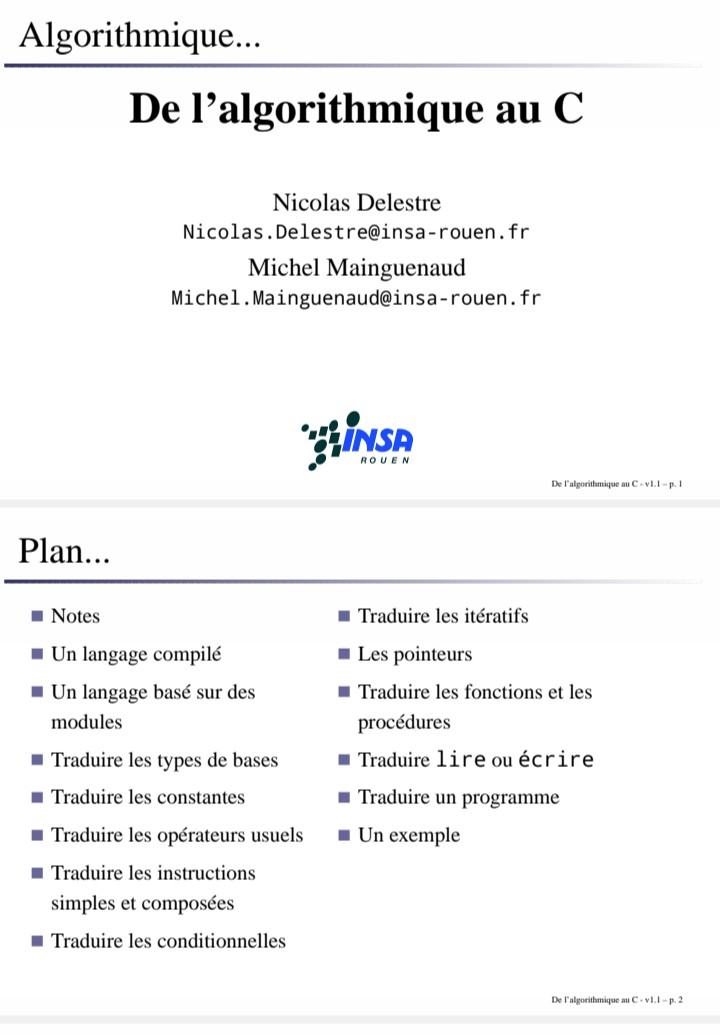 Algorithmique...
De l'algorithmique au C
Nicolas Delestre
Nicolas.Delestre@insa-rouen.fr
Michel Mainguenaud
Michel.Mainguenaud@insa-rouen.fr
INSA
ROUEN
De l'algorithmique au C - v1.1 – p. 1
Plan...
Notes
Un langage compilé
Un langage basé sur des
modules
Traduire les types de bases
Traduire les constantes
Traduire les opérateurs usuels
Traduire les instructions
simples et composées
Traduire les conditionnelles
Traduire les itératifs
Les pointeurs
Traduire les fonctions et les
procédures
Traduire lire ou écrire
Traduire un programme
Un exemple
De l'algorithmique au C - v1.1 – p. 2